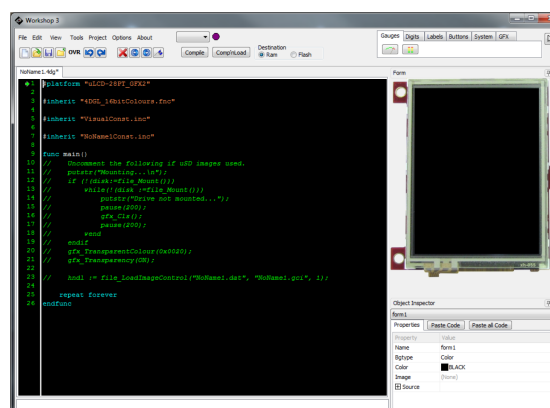 Workshop 3
File Edit View Tools Project Options About
OVR
Compile
Comp'nLoad
Destination
Ram
Flash
Gauges Digits Labels Buttons System GFX
NoName1.4dg*
Form
1 #platform "uLCD-28PT_GFX2"
2
3 #inherit "4DGL_16bitColours.fnc"
4
5 #inherit "VisualConst.inc"
6
7 #inherit "NoName1Const.inc"
8
9 func main()
10 // Uncomment the following if uSD images used.
11 // putstr("Mounting...\n");
12 // if (!(disk:=file_Mount()))
13 // while(!(disk :=file_Mount()))
14 // putstr("Drive not mounted...");
15 // pause(200);
16 // gfx_Cls();
17 // pause(200);
18 // wend
19 // endif
20 // gfx_TransparentColour(0x0020);
21 // gfx_Transparency(ON);
22
23 // hndl := file_LoadImageControl("NoName1.dat", "NoName1.gci", 1);
24
25 repeat forever
26 endfunc
Object Inspector
form1
Properties Paste Code Paste all Code
Property Value
Name form1
Bgtype Color
Color BLACK
Image (None)
Source